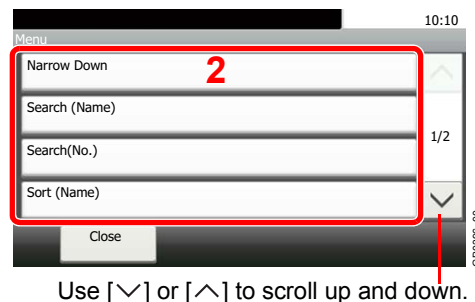 10:10
Menu
Narrow Down
2
Search (Name)
1/2
Search(No.)
Sort (Name)
Close
Use [∨] or [∧] to scroll up and down.